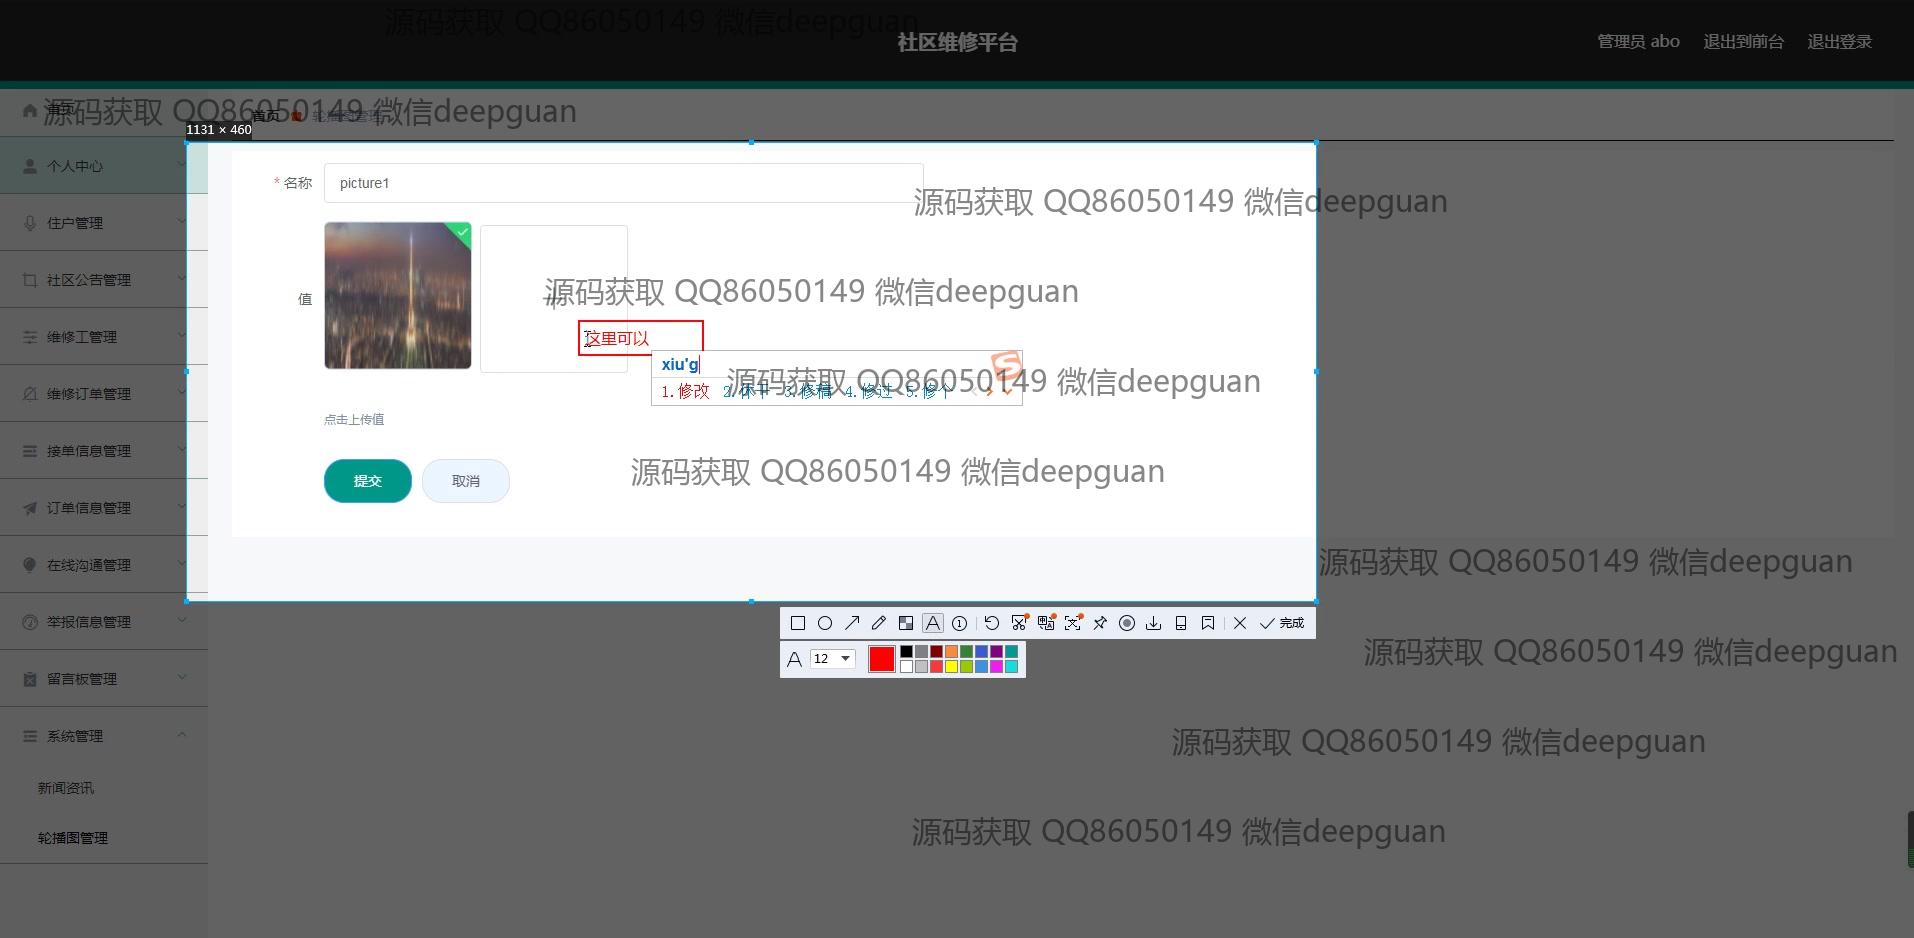 源码获取 QQ86050149 微信deepguan
社区维修平台
管理员 abo 退出到前台 退出登录
首页
源码获取 QQ86050149 微信deepguan
首页 轮播图管理
1131 × 460
个人中心
* 名称 picture1
源码获取 QQ86050149 微信deepguan
住户管理
社区公告管理
值
源码获取 QQ86050149 微信deepguan
维修工管理
这里可以
xiu'g
源码获取 QQ86050149 微信deepguan
1.修改 2.休干 3.修稿 4.修过 5.修个
维修订单管理
点击上传值
接单信息管理
源码获取 QQ86050149 微信deepguan
提交 取消
订单信息管理
在线沟通管理
源码获取 QQ86050149 微信deepguan
举报信息管理
完成
A 12
源码获取 QQ86050149 微信deepguan
留言板管理
系统管理
源码获取 QQ86050149 微信deepguan
新闻资讯
源码获取 QQ86050149 微信deepguan
轮播图管理